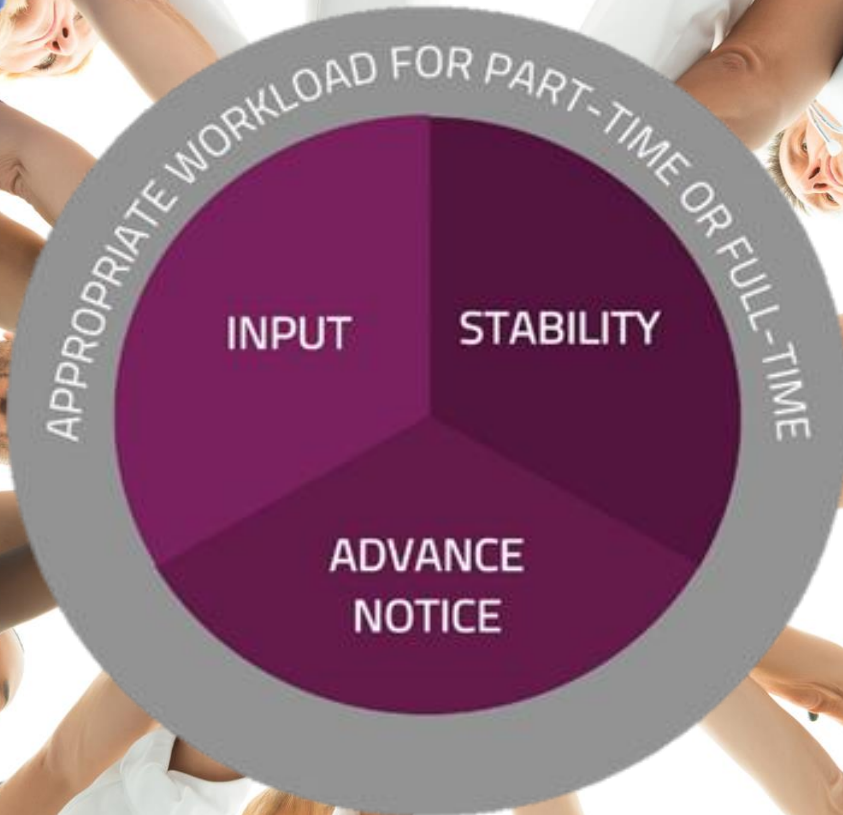 APPROPRIATE WORKLOAD FOR PART-TIME OR FULL-TIME
INPUT
STABILITY
ADVANCE
NOTICE